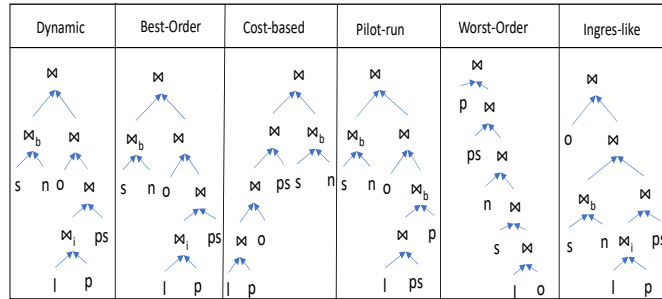 Dynamic Best-Order Cost-based Pilot-run Worst-Order Ingres-like
⋈ ⋈ ⋈ ⋈ ⋈ ⋈
⋈b ⋈ ⋈b ⋈ ⋈ ⋈b ⋈b ⋈ p ⋈ o ⋈
s n o ⋈ s n o ⋈ ⋈ ps s n s n o ⋈b ps ⋈ ⋈b ⋈
⋈i ps ⋈i ps ⋈ o ⋈ p n ⋈ s n ⋈i ps
l p l p l p l ps s ⋈ l p
l o